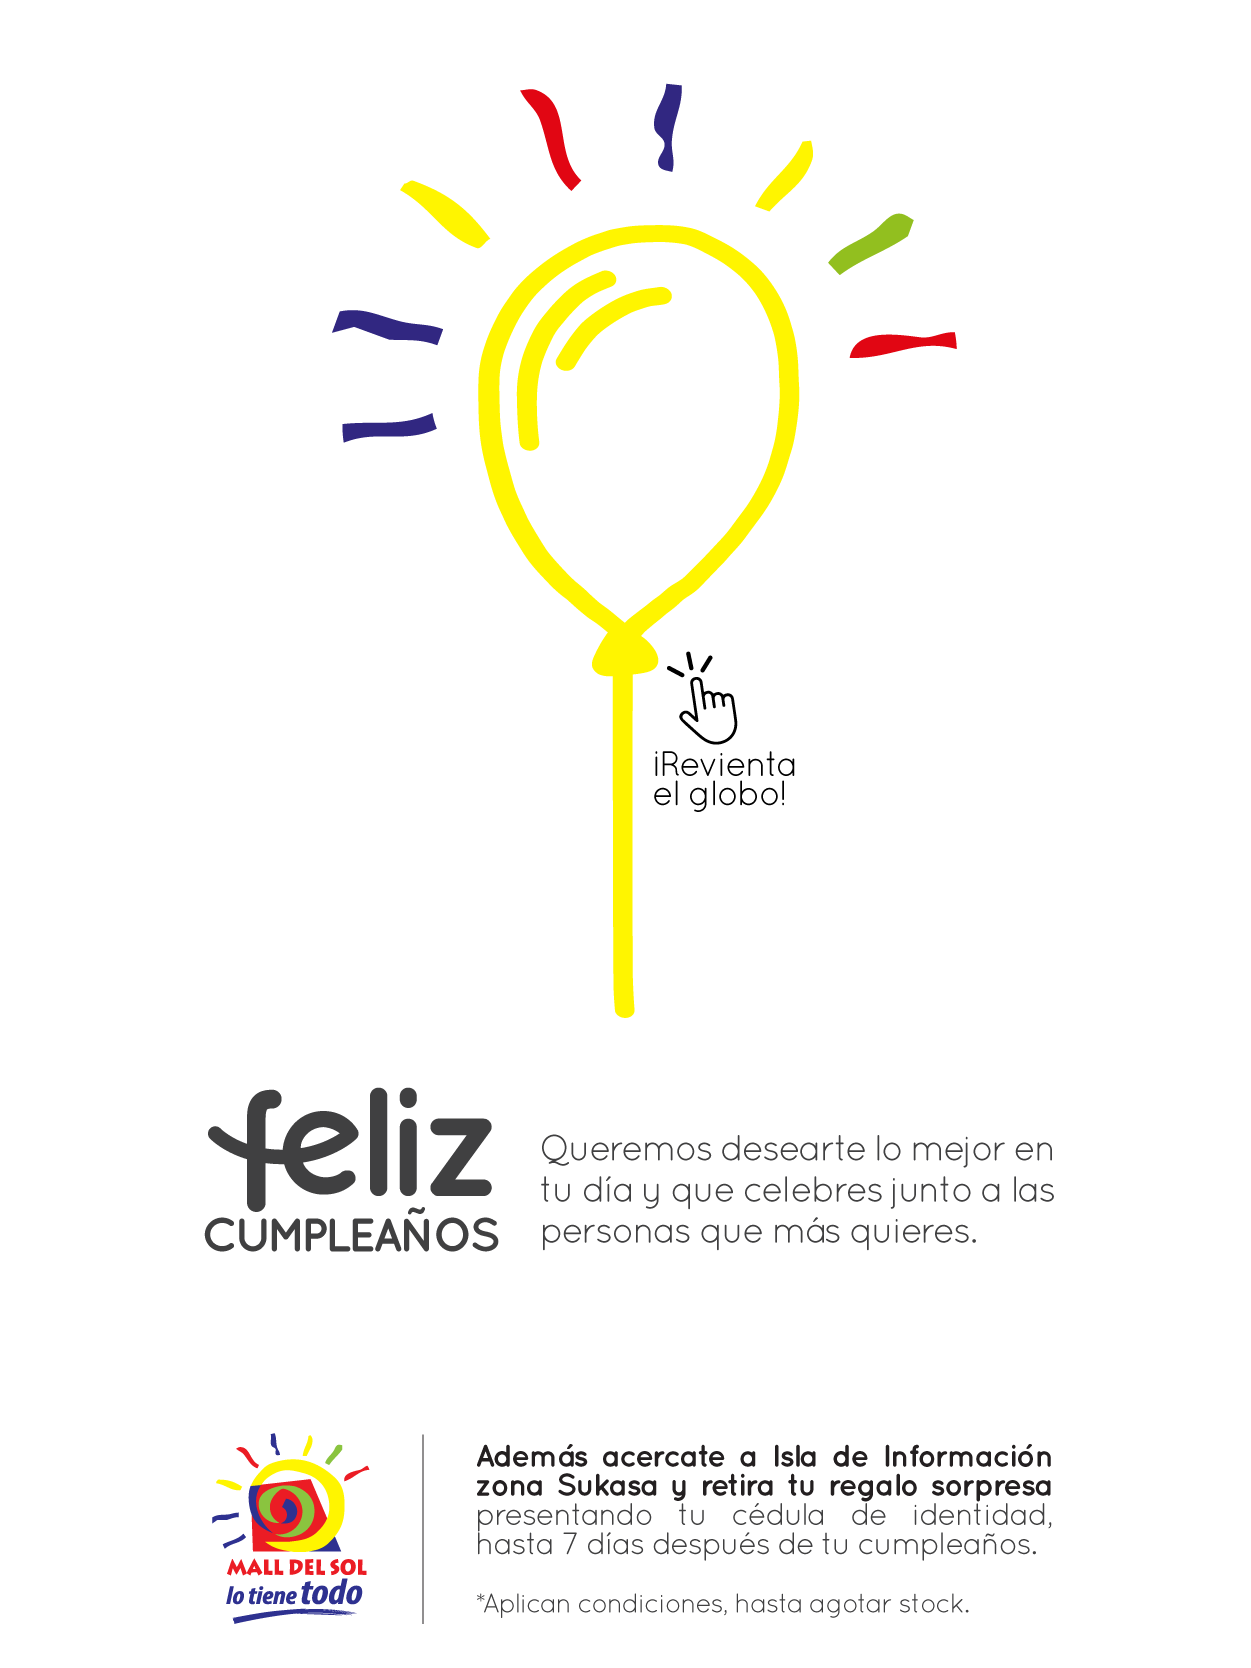 ¡Revienta
el globo!
feliz
CUMPLEAÑOS
Queremos desearte lo mejor en
tu día y que celebres junto a las
personas que más quieres.
MALL DEL SOL
lo tiene todo
Además acercate a Isla de Información
zona Sukasa y retira tu regalo sorpresa
presentando tu cédula de identidad,
hasta 7 días después de tu cumpleaños.
*Aplican condiciones, hasta agotar stock.